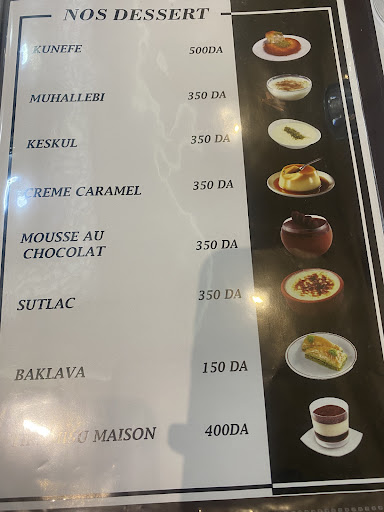 NOS DESSERT
KUNEFE 500DA
MUHALLEBI 350 DA
KESKUL 350 DA
CREME CARAMEL 350 DA
MOUSSE AU 350 DA
CHOCOLAT
SUTLAC 350 DA
BAKLAVA 150 DA
MAISON 400DA